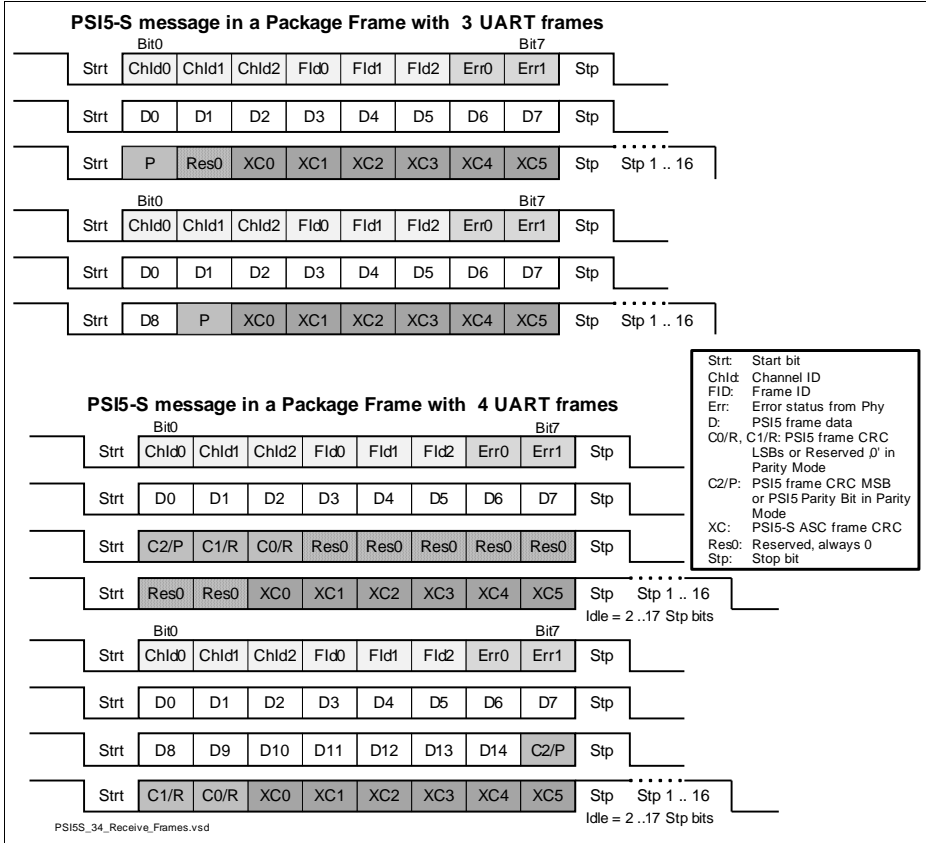 PSI5-S message in a Package Frame with 3 UART frames
Bit0 Bit7
Strt ChId0 ChId1 ChId2 FId0 FId1 FId2 Err0 Err1 Stp
Strt D0 D1 D2 D3 D4 D5 D6 D7 Stp
Strt P Res0 XC0 XC1 XC2 XC3 XC4 XC5 Stp Stp 1 .. 16
Bit0 Bit7
Strt ChId0 ChId1 ChId2 FId0 FId1 FId2 Err0 Err1 Stp
Strt D0 D1 D2 D3 D4 D5 D6 D7 Stp
Strt D8 P XC0 XC1 XC2 XC3 XC4 XC5 Stp Stp 1 .. 16
Strt: Start bit
ChId: Channel ID
FID: Frame ID
Err: Error status from Phy
D: PSI5 frame data
C0/R, C1/R: PSI5 frame CRC
LSBs or Reserved ‚0' in
Parity Mode
C2/P: PSI5 frame CRC MSB
or PSI5 Parity Bit in Parity
Mode
XC: PSI5-S ASC frame CRC
Res0: Reserved, always 0
Stp: Stop bit
PSI5-S message in a Package Frame with 4 UART frames
Bit0 Bit7
Strt ChId0 ChId1 ChId2 FId0 FId1 FId2 Err0 Err1 Stp
Strt D0 D1 D2 D3 D4 D5 D6 D7 Stp
Strt C2/P C1/R C0/R Res0 Res0 Res0 Res0 Res0 Stp
Strt Res0 Res0 XC0 XC1 XC2 XC3 XC4 XC5 Stp Stp 1 .. 16
Idle = 2 ..17 Stp bits
Bit0 Bit7
Strt ChId0 ChId1 ChId2 FId0 FId1 FId2 Err0 Err1 Stp
Strt D0 D1 D2 D3 D4 D5 D6 D7 Stp
Strt D8 D9 D10 D11 D12 D13 D14 C2/P Stp
Strt C1/R C0/R XC0 XC1 XC2 XC3 XC4 XC5 Stp Stp 1 .. 16
Idle = 2 ..17 Stp bits
PSI5S_34_Receive_Frames.vsd